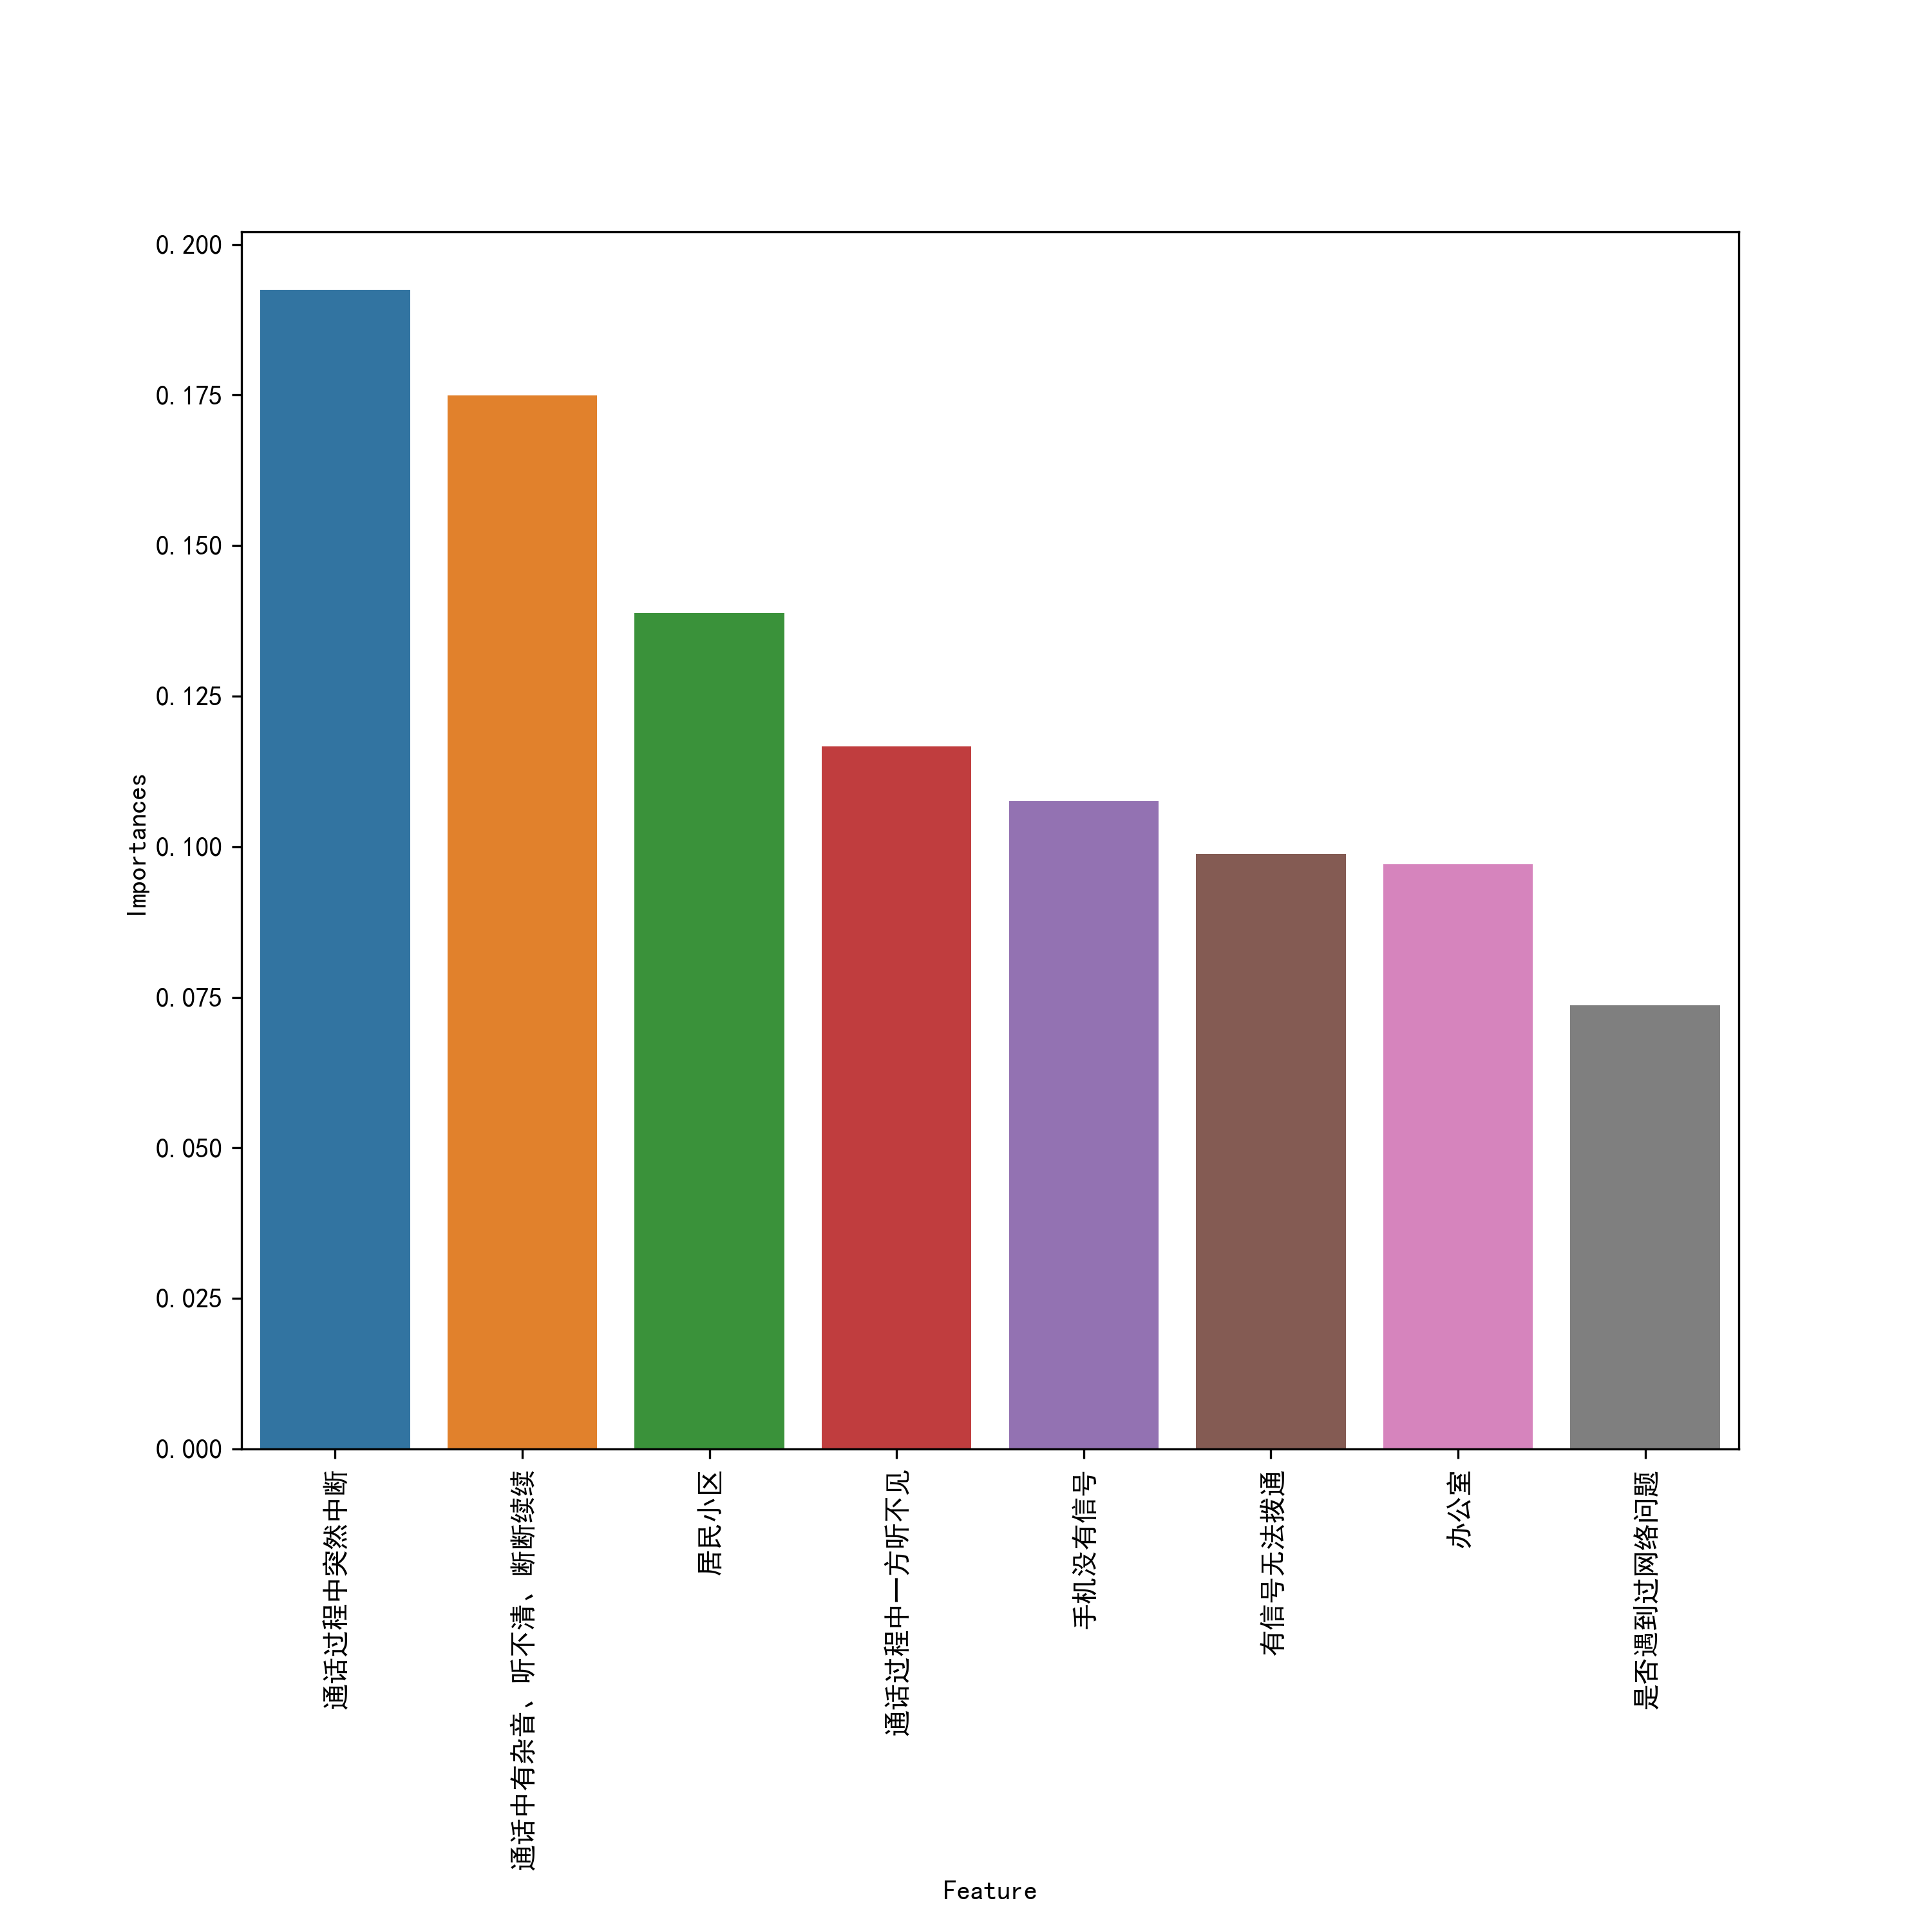 0.200
0.175
0.150
0.125
0.100
0.075
0.050
0.025
0.000
Importances
通话过程中突然中断
通话中有杂音、听不清、断断续续
居民小区
通话过程中一方听不见
手机没有信号
有信号无法拨通
办公室
是否遇到过网络问题
Feature